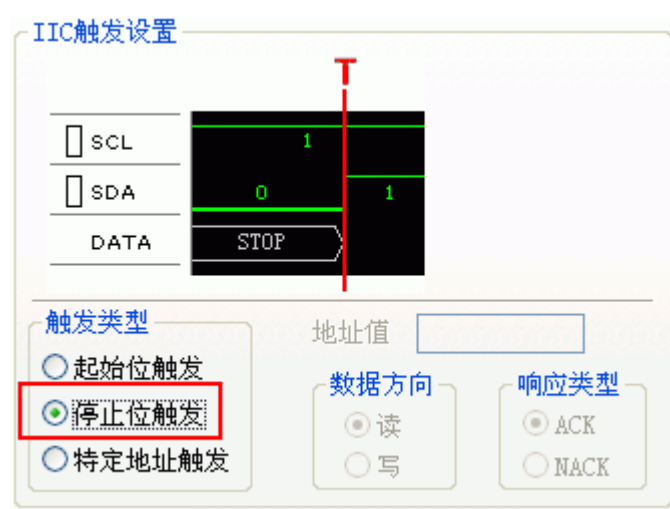 IIC触发设置
T
SCL 1
SDA 0 1
DATA STOP
触发类型
起始位触发
停止位触发
特定地址触发
地址值
数据方向
读
写
响应类型
ACK
NACK